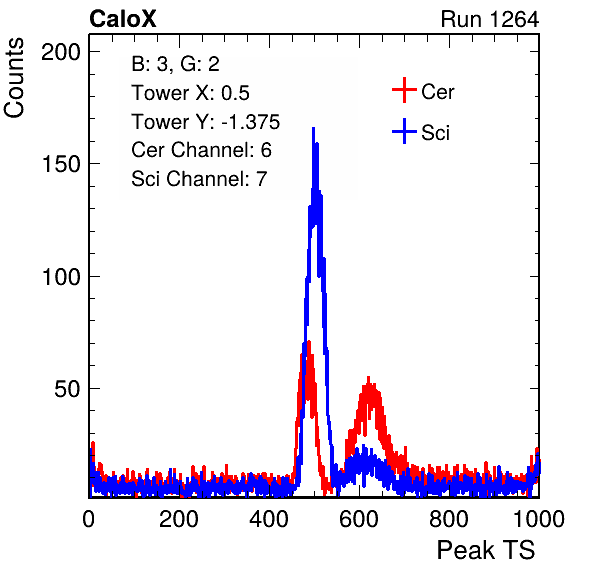 CaloX Run 1264
Counts
B: 3, G: 2
Tower X: 0.5
Tower Y: -1.375
Cer Channel: 6
Sci Channel: 7
Cer
Sci
200
150
100
50
0 200 400 600 800 1000
Peak TS